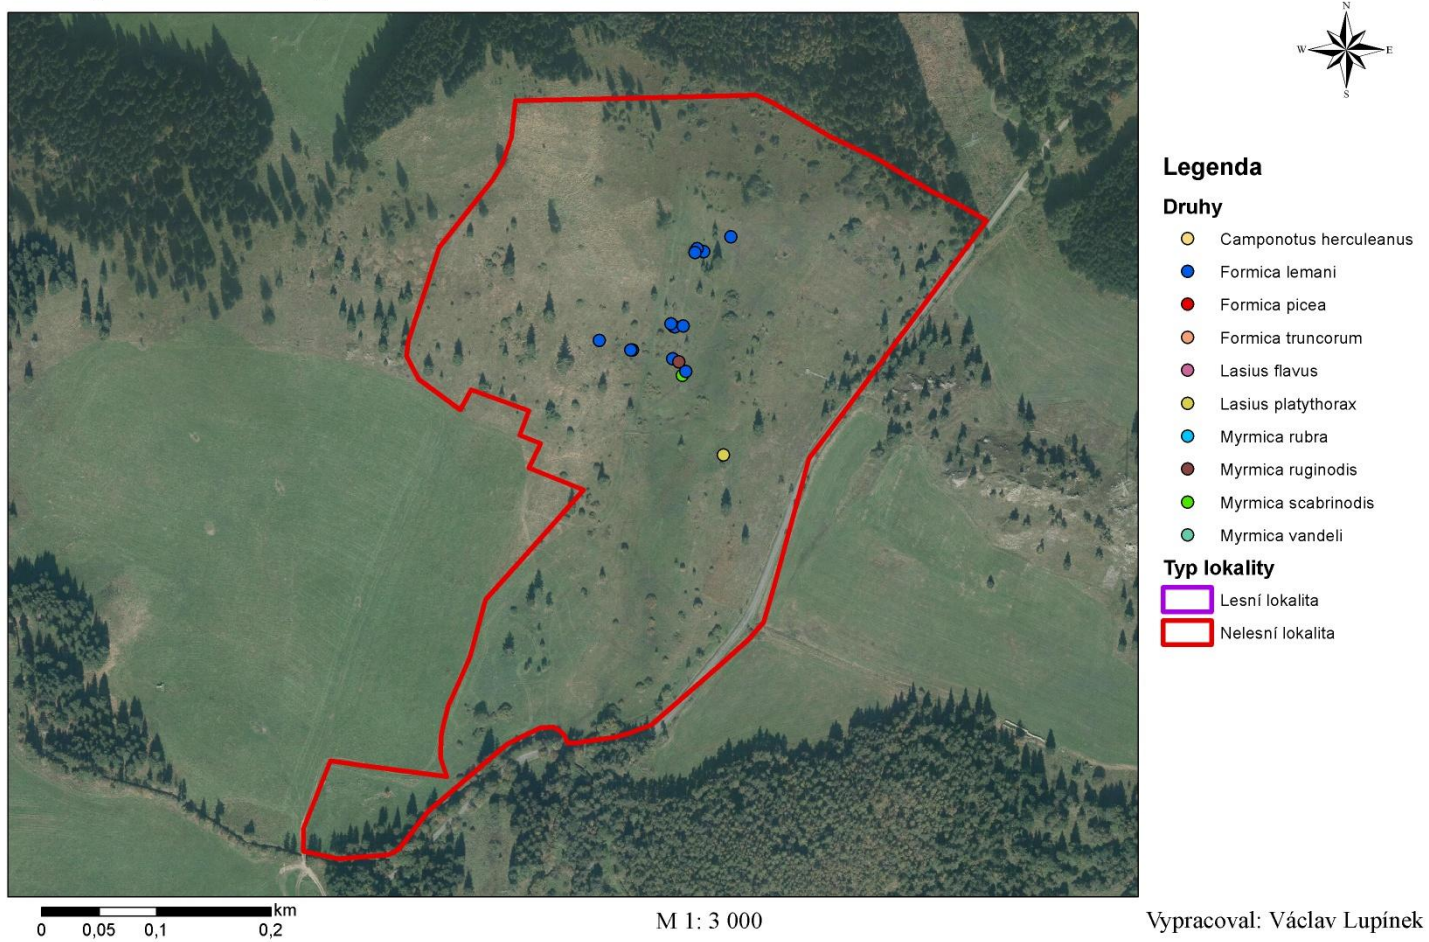 N
W E
S
Legenda
Druhy
Camponotus herculeanus
Formica lemani
Formica picea
Formica truncorum
Lasius flavus
Lasius platythorax
Myrmica rubra
Myrmica ruginodis
Myrmica scabrinodis
Myrmica vandeli
Typ lokality
Lesní lokalita
Nelesní lokalita
km
0 0,05 0,1 0,2
M 1: 3 000
Vypracoval: Václav Lupínek